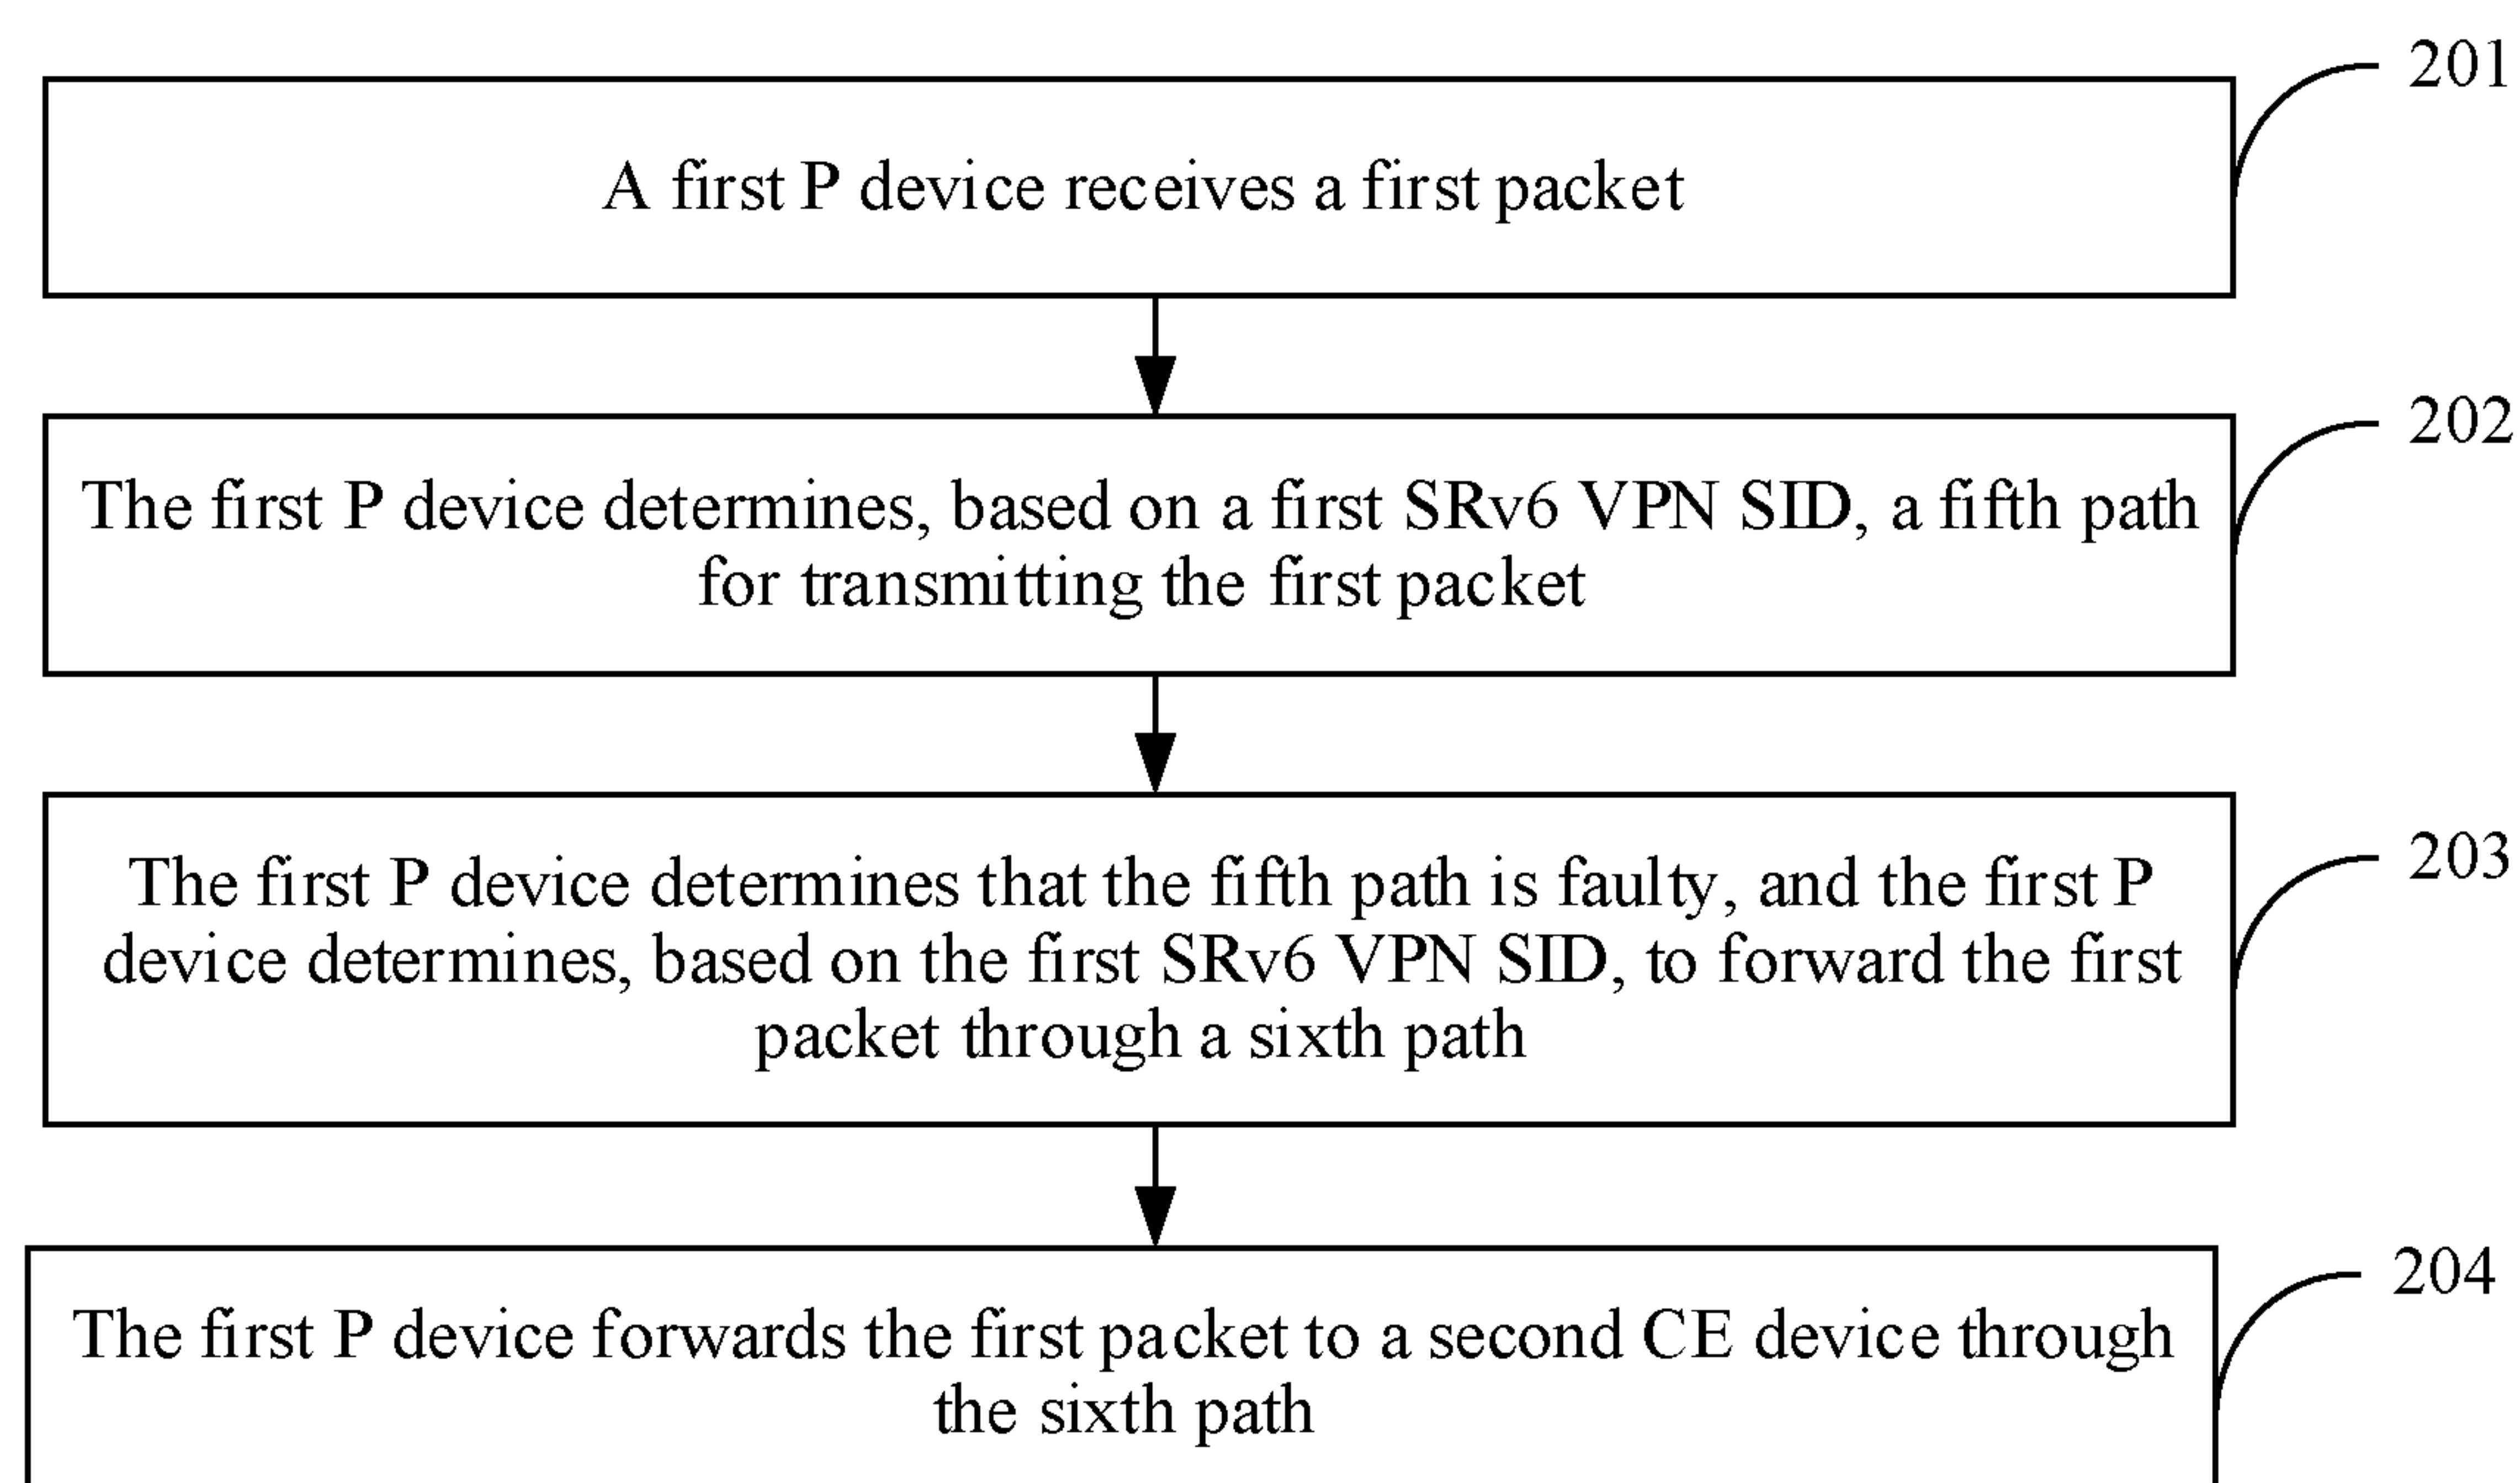 201
A first P device receives a first packet
202
The first P device determines, based on a first SRv6 VPN SID, a fifth path
for transmitting the first packet
203
The first P device determines that the fifth path is faulty, and the first P
device determines, based on the first SRv6 VPN SID, to forward the first
packet through a sixth path
204
The first P device forwards the first packet to a second CE device through
the sixth path